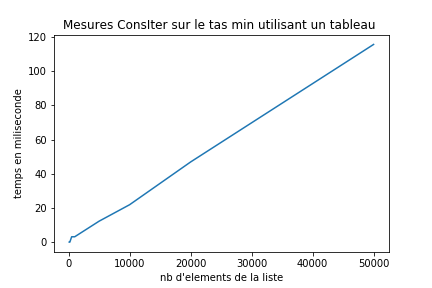 Mesures ConsIter sur le tas min utilisant un tableau
temps en miliseconde
120
100
80
60
40
20
0
0 10000 20000 30000 40000 50000
nb d'elements de la liste